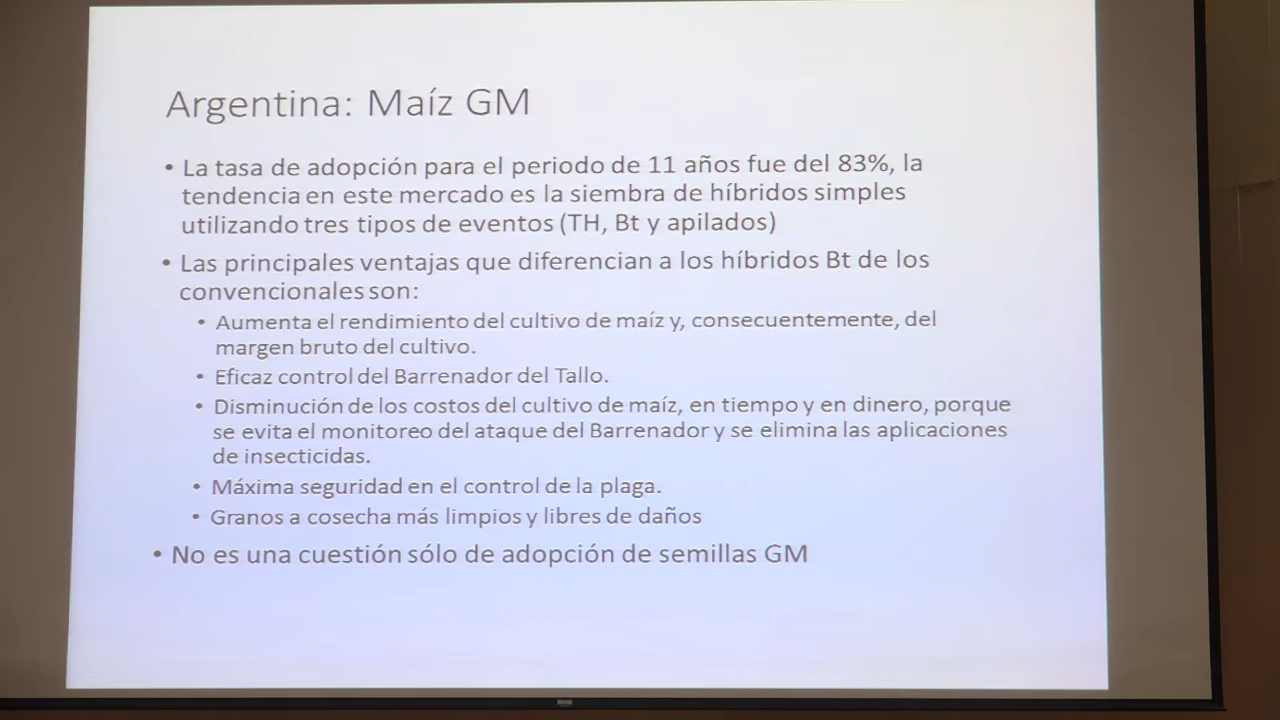 Argentina: Maíz GM
• La tasa de adopción para el periodo de 11 años fue del 83%, la
tendencia en este mercado es la siembra de híbridos simples
utilizando tres tipos de eventos (TH, Bt y apilados)
• Las principales ventajas que diferencian a los híbridos Bt de los
convencionales son:
• Aumenta el rendimiento del cultivo de maíz y, consecuentemente, del
margen bruto del cultivo.
• Eficaz control del Barrenador del Tallo.
• Disminución de los costos del cultivo de maíz, en tiempo y en dinero, porque
se evita el monitoreo del ataque del Barrenador y se elimina las aplicaciones
de insecticidas.
• Máxima seguridad en el control de la plaga.
• Granos a cosecha más limpios y libres de daños
• No es una cuestión sólo de adopción de semillas GM